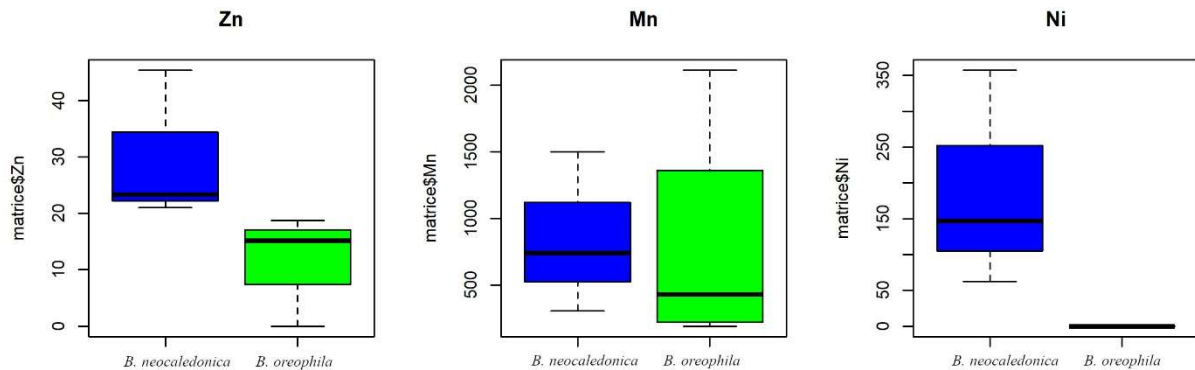 Zn
matrice$Zn
40
30
20
10
0
B. neocaledonica
B. oreophila
Mn
matrice$Mn
2000
1500
1000
500
B. neocaledonica
B. oreophila
Ni
matrice$Ni
350
250
150
50
0
B. neocaledonica
B. oreophila